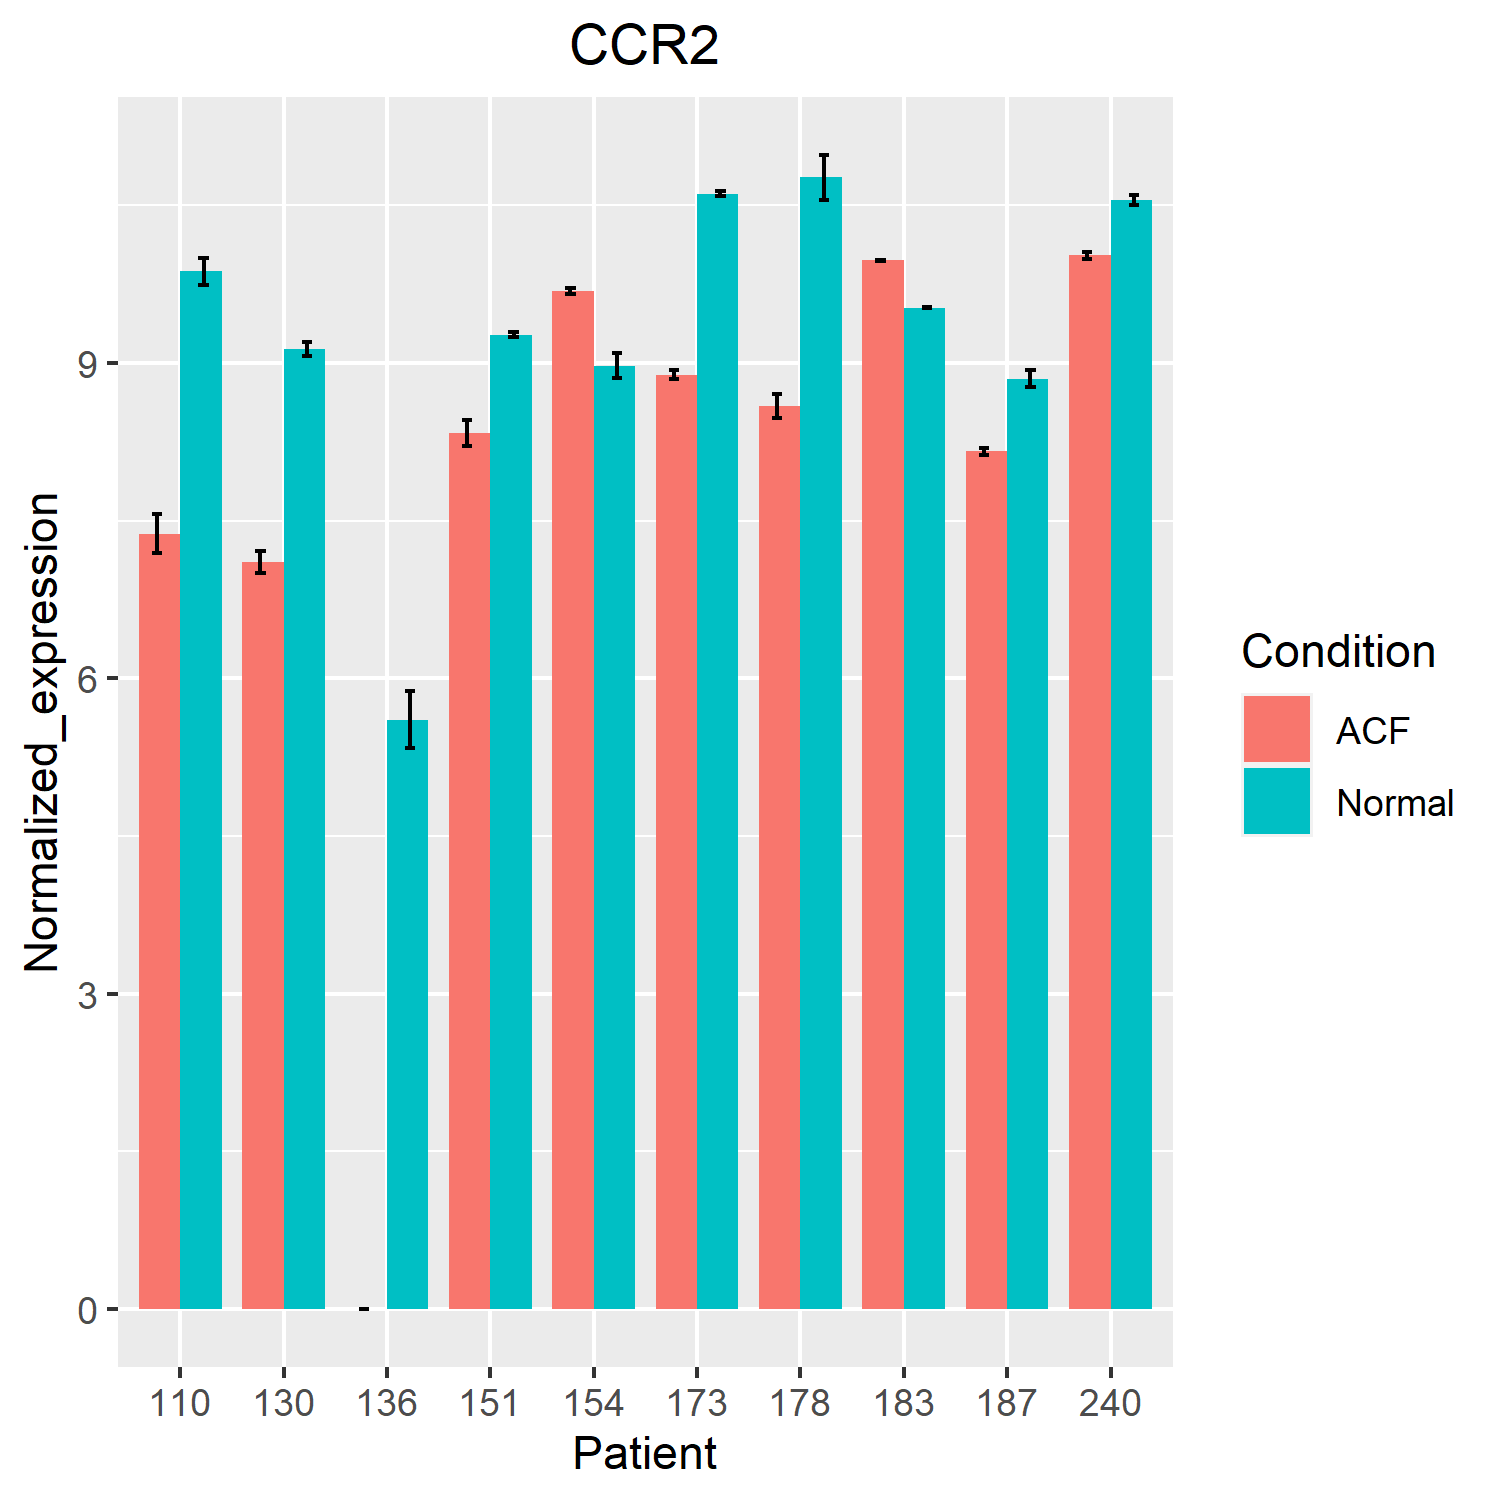 CCR2
Normalized_expression
9
6
3
0
110 130 136 151 154 173 178 183 187 240
Patient
Condition
ACF
Normal